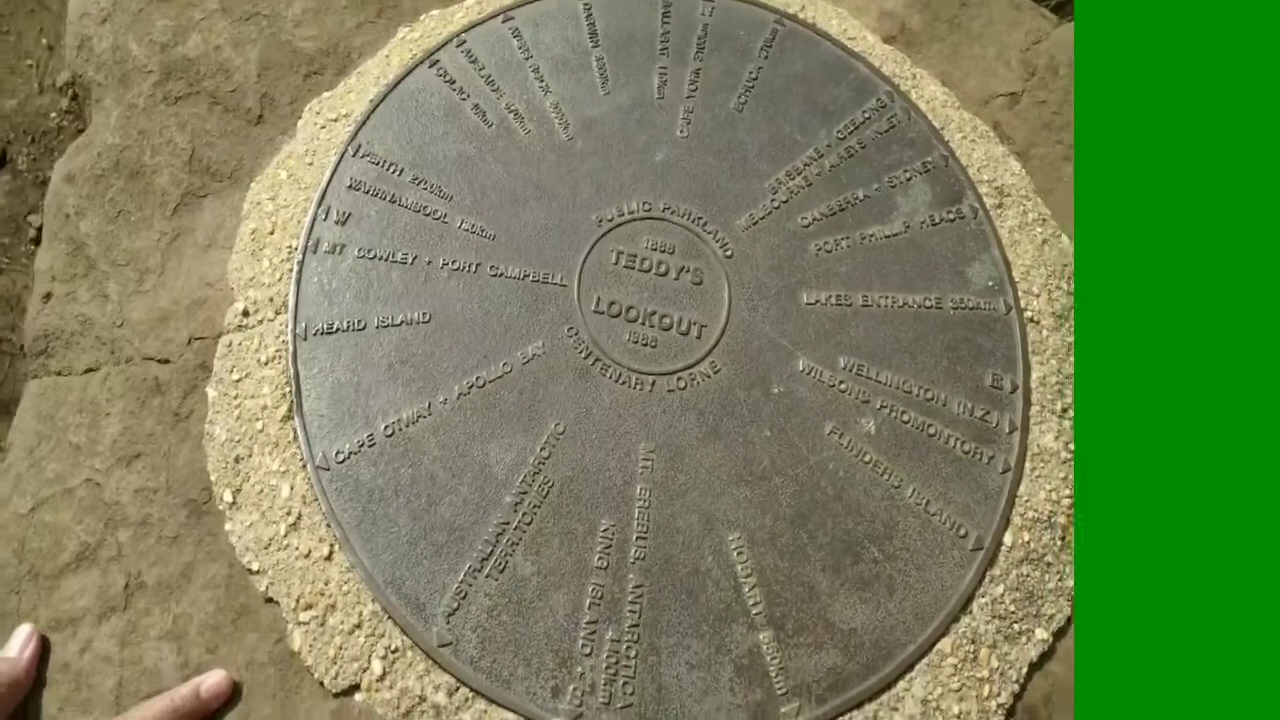 PUBLIC PARKLAND
1888
TEDDY'S
LOOKOUT
1988
CENTENARY LORNE
ECHUCA 270km
BRISBANE + GEELONG
MELBOURNE + AIREYS INLET
CANBERRA + SYDNEY
PORT PHILLIP HEADS
LAKES ENTRANCE 350km
E
WELLINGTON (N.Z.)
WILSONS PROMONTORY
FLINDERS ISLAND
HOBART 550km
MT. EREBUS, ANTARCTICA
KING ISLAND
AUSTRALIAN ANTARCTIC
TERRITORIES
CAPE OTWAY + APOLLO BAY
HEARD ISLAND
MT COWLEY + PORT CAMPBELL
W
WARRNAMBOOL 130km
PERTH 2700km
COLAC
ADELAIDE
AYERS ROCK
DARWIN
BALLARAT
CAPE YORK